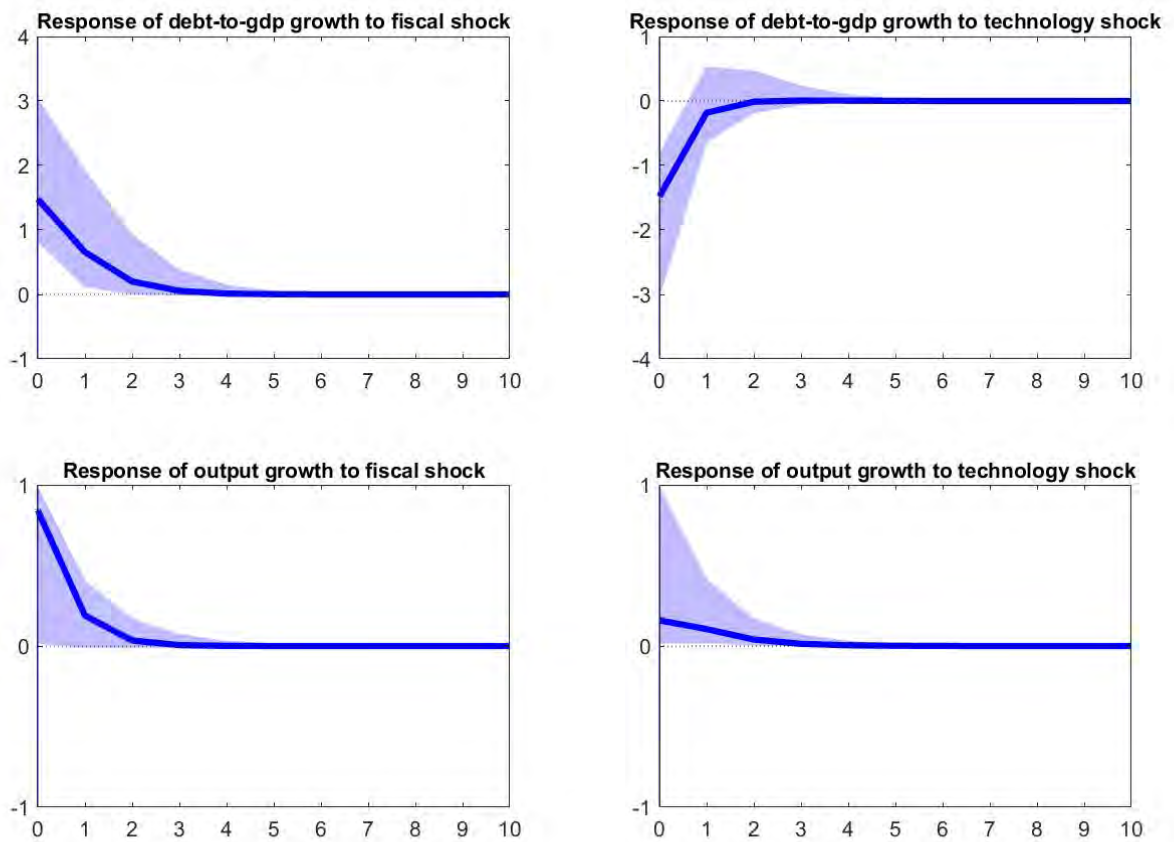 Response of debt-to-gdp growth to fiscal shock
4
3
2
1
0
-1
0 1 2 3 4 5 6 7 8 9 10
Response of debt-to-gdp growth to technology shock
1
0
-1
-2
-3
-4
0 1 2 3 4 5 6 7 8 9 10
Response of output growth to fiscal shock
1
0
-1
0 1 2 3 4 5 6 7 8 9 10
Response of output growth to technology shock
1
0
-1
0 1 2 3 4 5 6 7 8 9 10